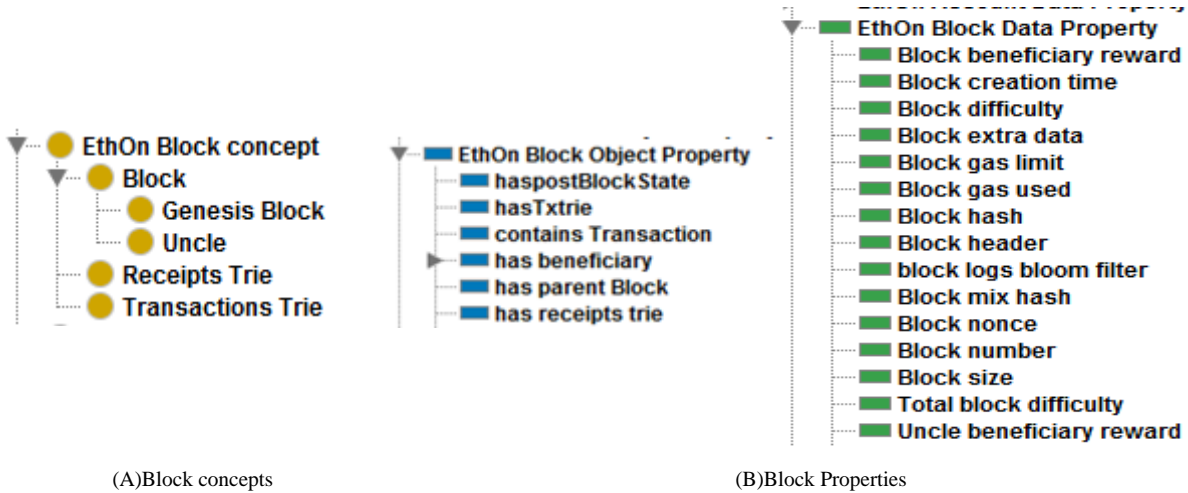 EthOn Block concept
Block
Genesis Block
Uncle
Receipts Trie
Transactions Trie
(A)Block concepts
EthOn Block Object Property
haspostBlockState
hasTxtrie
contains Transaction
has beneficiary
has parent Block
has receipts trie
EthOn Block Data Property
Block beneficiary reward
Block creation time
Block difficulty
Block extra data
Block gas limit
Block gas used
Block hash
Block header
block logs bloom filter
Block mix hash
Block nonce
Block number
Block size
Total block difficulty
Uncle beneficiary reward
(B)Block Properties